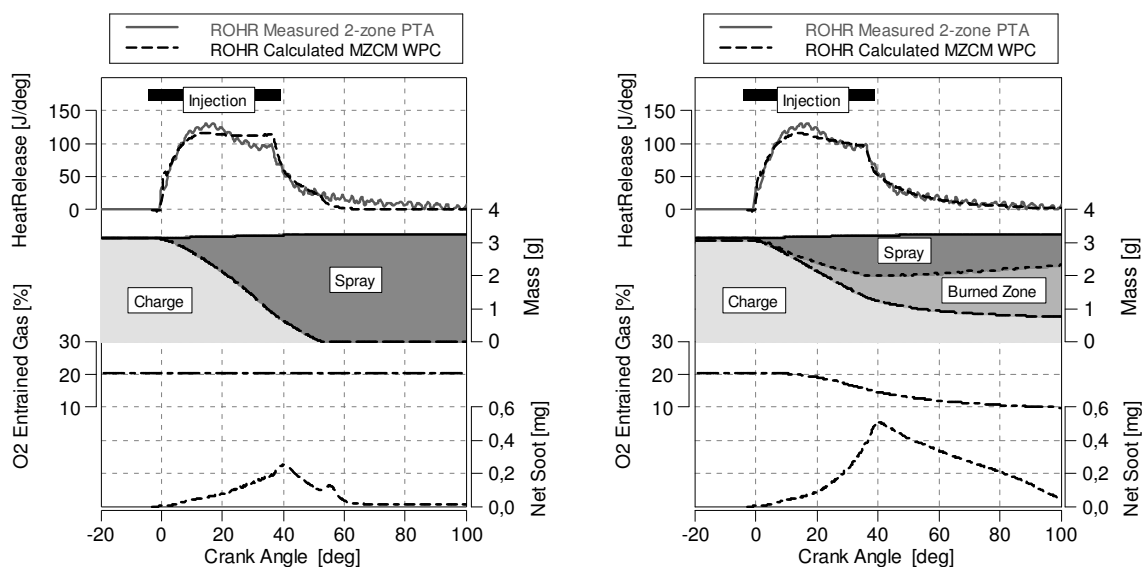 ROHR Measured 2-zone PTA
ROHR Calculated MZCM WPC
HeatRelease [J/deg]
150
100
50
0
Injection
4
3
2
1
0
Mass [g]
Spray
Charge
O2 Entrained Gas [%]
30
20
10
0,6
0,4
0,2
0,0
Net Soot [mg]
-20 0 20 40 60 80 100
Crank Angle [deg]
ROHR Measured 2-zone PTA
ROHR Calculated MZCM WPC
HeatRelease [J/deg]
150
100
50
0
Injection
4
3
2
1
0
Mass [g]
Spray
Burned Zone
Charge
O2 Entrained Gas [%]
30
20
10
0,6
0,4
0,2
0,0
Net Soot [mg]
-20 0 20 40 60 80 100
Crank Angle [deg]